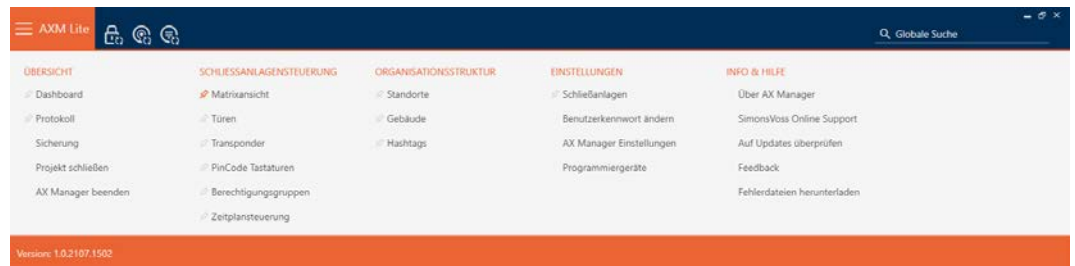 AXM Lite
Globale Suche
ÜBERSICHT
Dashboard
Protokoll
Sicherung
Projekt schließen
AX Manager beenden
SCHLIESSANLAGENSTEUERUNG
Matrixansicht
Türen
Transponder
PinCode Tastaturen
Berechtigungsgruppen
Zeitplansteuerung
ORGANISATIONSSTRUKTUR
Standorte
Gebäude
Hashtags
EINSTELLUNGEN
Schließanlagen
Benutzerkennwort ändern
AX Manager Einstellungen
Programmiergeräte
INFO & HILFE
Über AX Manager
SimonsVoss Online Support
Auf Updates überprüfen
Feedback
Fehlerdateien herunterladen
Version: 1.0.2107.1502